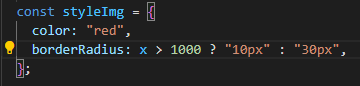 const styleImg = {
color: "red",
borderRadius: x > 1000 ? "10px" : "30px",
};